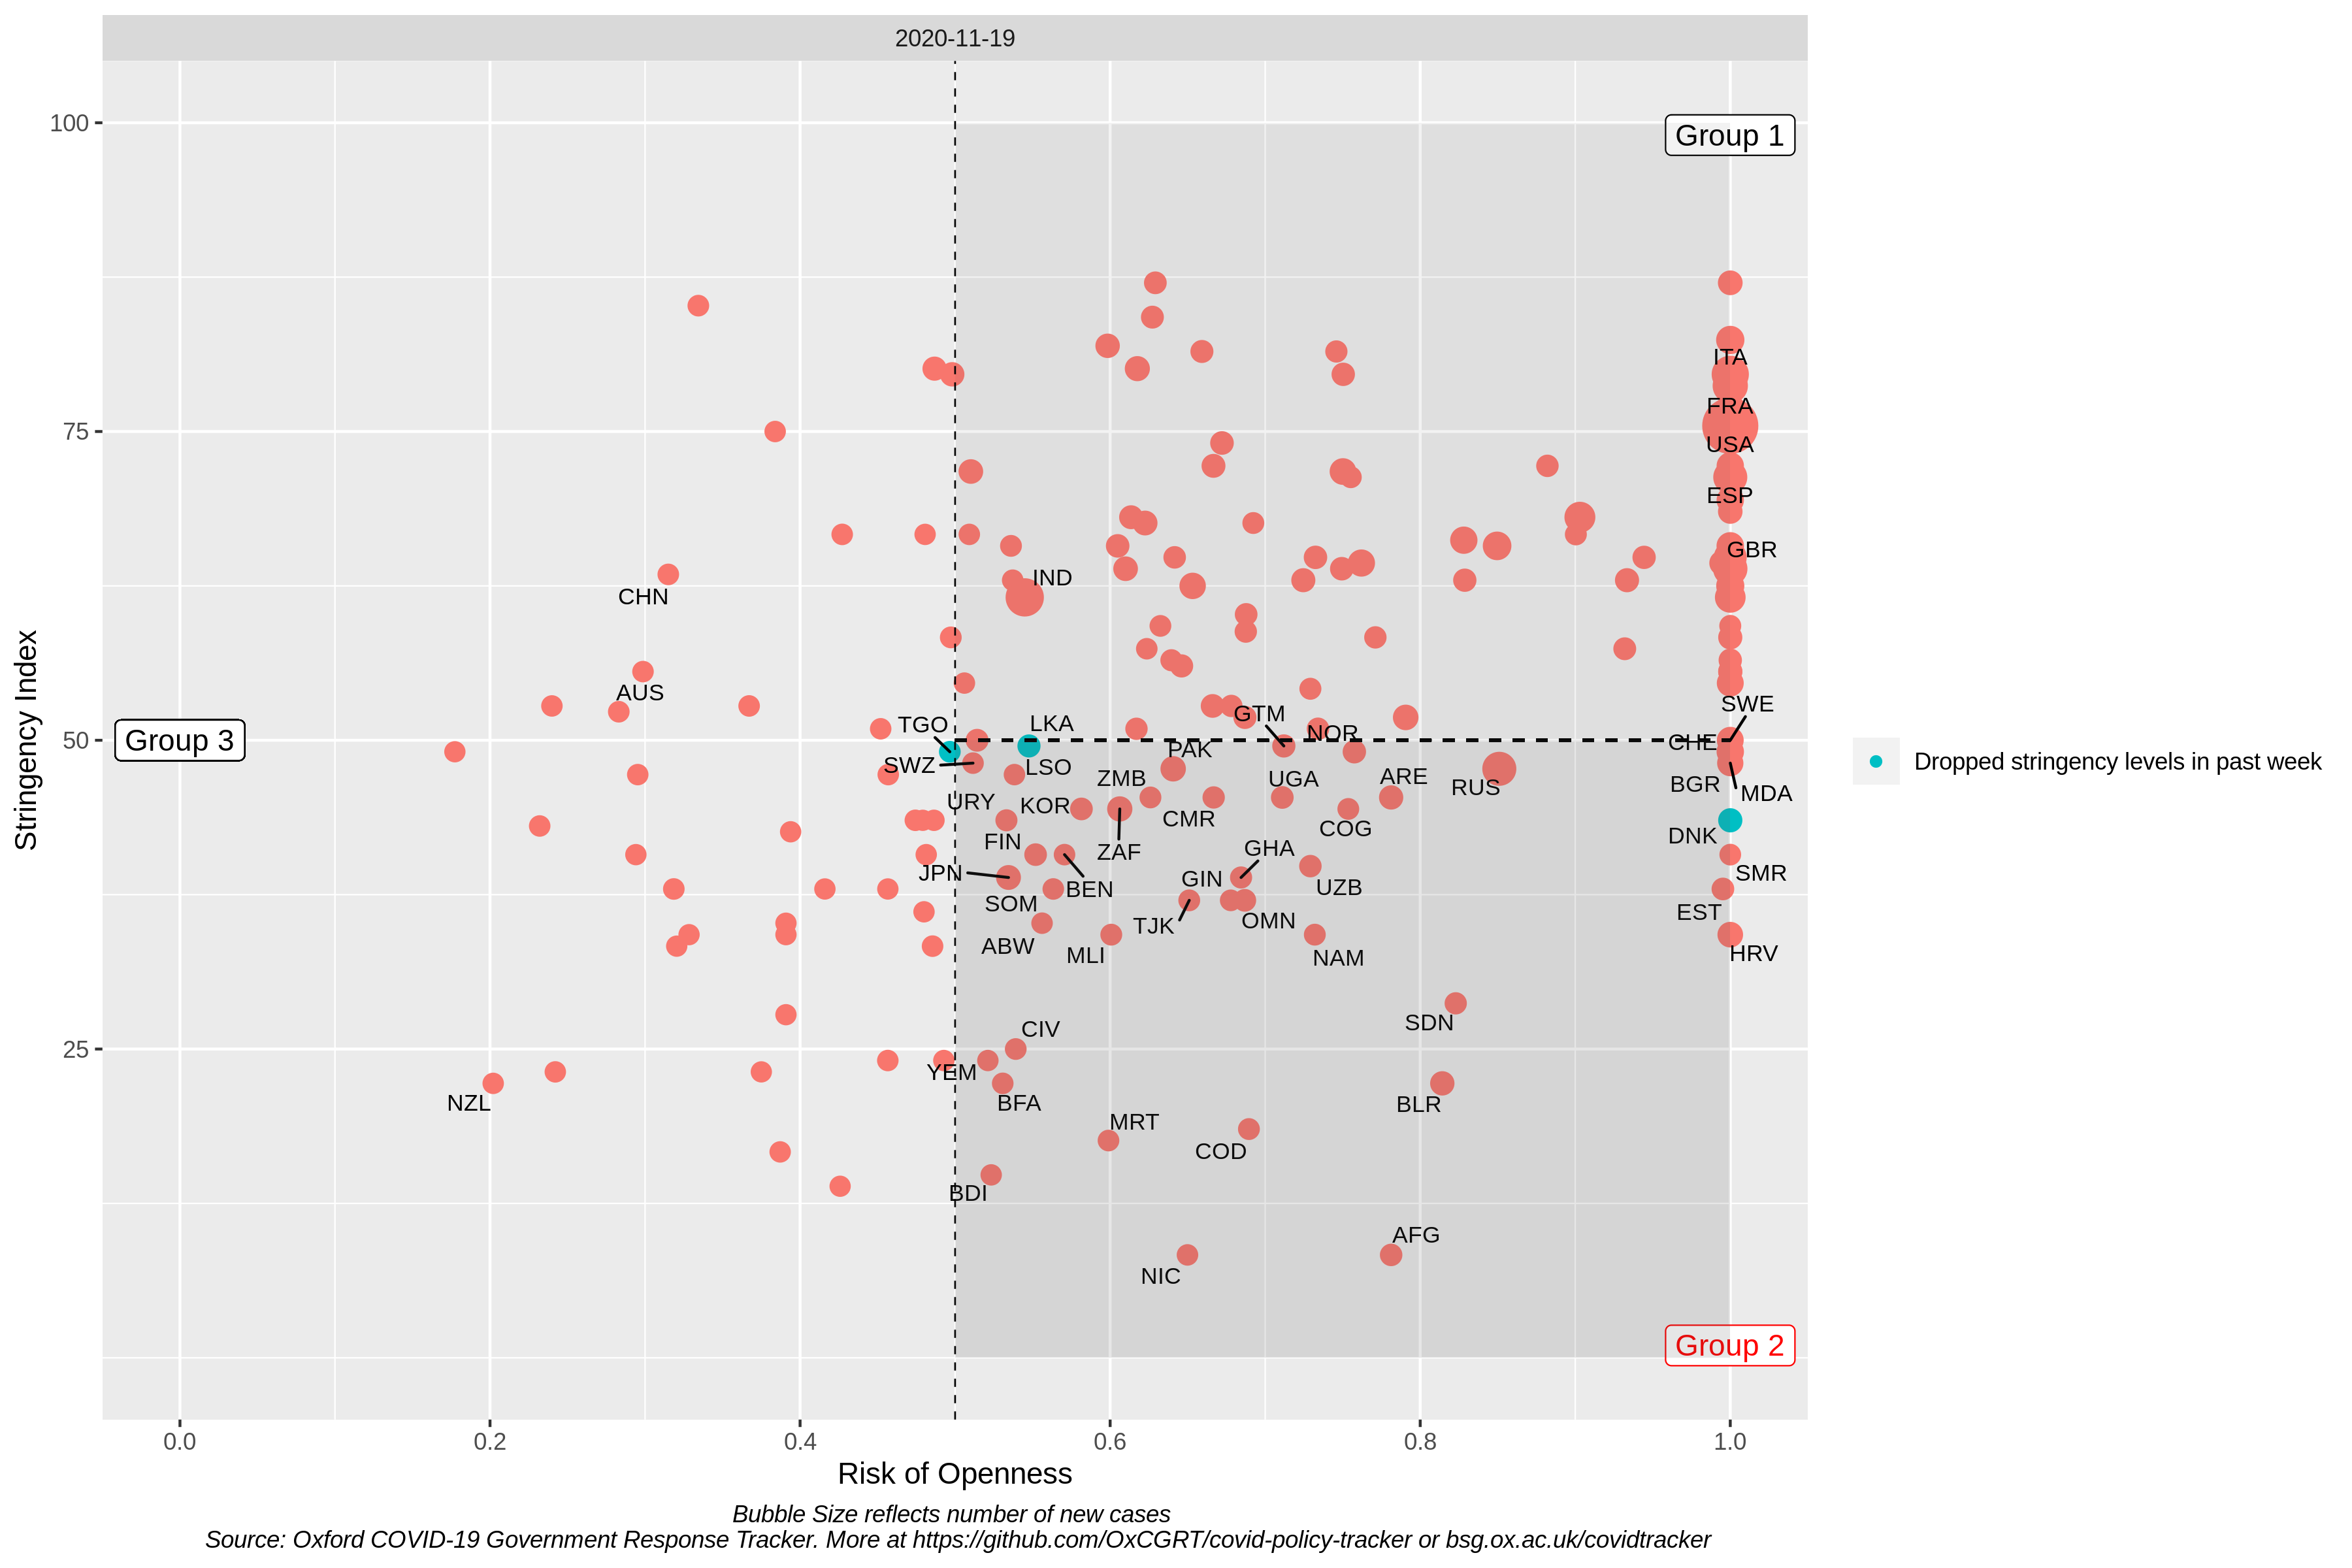 2020-11-19
100
Group 1
ITA
FRA
75
USA
ESP
GBR
IND
CHN
AUS
SWE
GTM
TGO
LKA
NOR
50
Group 3
CHE
PAK
SWZ
LSO
ZMB
UGA
ARE
BGR
RUS
MDA
Dropped stringency levels in past week
Stringency Index
URY
KOR
CMR
COG
DNK
FIN
ZAF
GHA
JPN
GIN
SMR
BEN
UZB
SOM
EST
OMN
TJK
ABW
MLI
NAM
HRV
SDN
CIV
25
YEM
NZL
BFA
BLR
MRT
COD
BDI
AFG
NIC
Group 2
0.0
0.2
0.4
0.6
0.8
1.0
Risk of Openness
Bubble Size reflects number of new cases
Source: Oxford COVID-19 Government Response Tracker. More at https://github.com/OxCGRT/covid-policy-tracker or bsg.ox.ac.uk/covidtracker